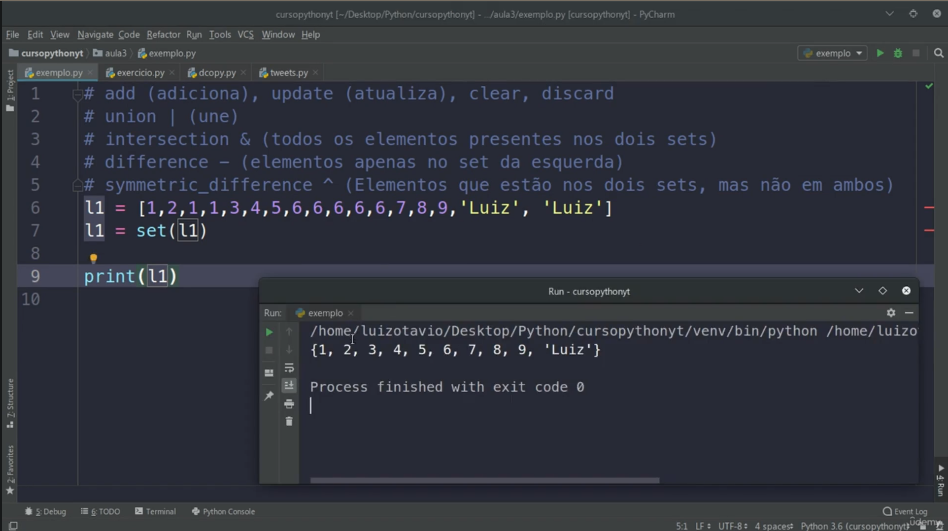 cursopythonyt [~/Desktop/Python/cursopythonyt] - .../aula3/exemplo.py [cursopythonyt] - PyCharm
File Edit View Navigate Code Refactor Run Tools VCS Window Help
cursopythonyt aula3 exemplo.py exemplo
exemplo.py exercicio.py dcopy.py tweets.py
1: Project
1 # add (adiciona), update (atualiza), clear, discard
2 # union | (une)
3 # intersection & (todos os elementos presentes nos dois sets)
4 # difference - (elementos apenas no set da esquerda)
5 # symmetric_difference ^ (Elementos que estão nos dois sets, mas não em ambos)
6 l1 = [1,2,1,1,3,4,5,6,6,6,6,6,7,8,9,'Luiz', 'Luiz']
7 l1 = set(l1)
8
9 print(l1)
10
Run - cursopythonyt
Run: exemplo
/home/luizotavio/Desktop/Python/cursopythonyt/venv/bin/python /home/luizo
{1, 2, 3, 4, 5, 6, 7, 8, 9, 'Luiz'}
Process finished with exit code 0
7: Structure
2: Favorites
4: Run
5: Debug 6: TODO Terminal Python Console Event Log
5:1 LF UTF-8 4 spaces Python 3.6 (cursopythonyt)
ûdemy